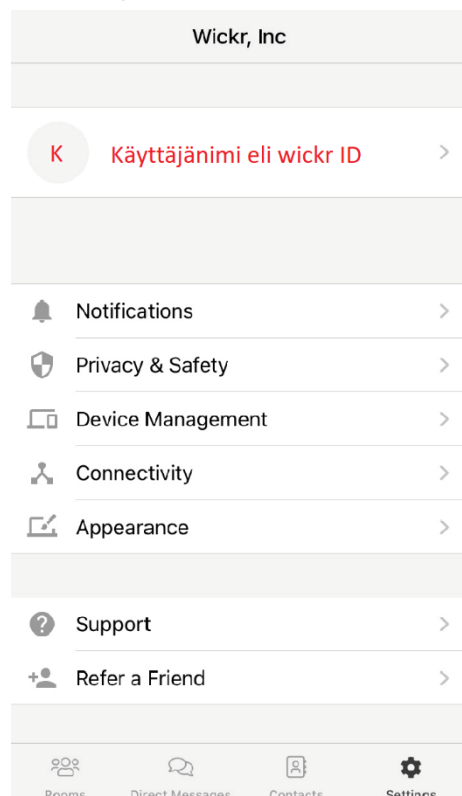 Wickr, Inc
K
Käyttäjänimi eli wickr ID
Notifications
Privacy & Safety
Device Management
Connectivity
Appearance
Support
Refer a Friend
Rooms
Direct Messages
Contacts
Settings